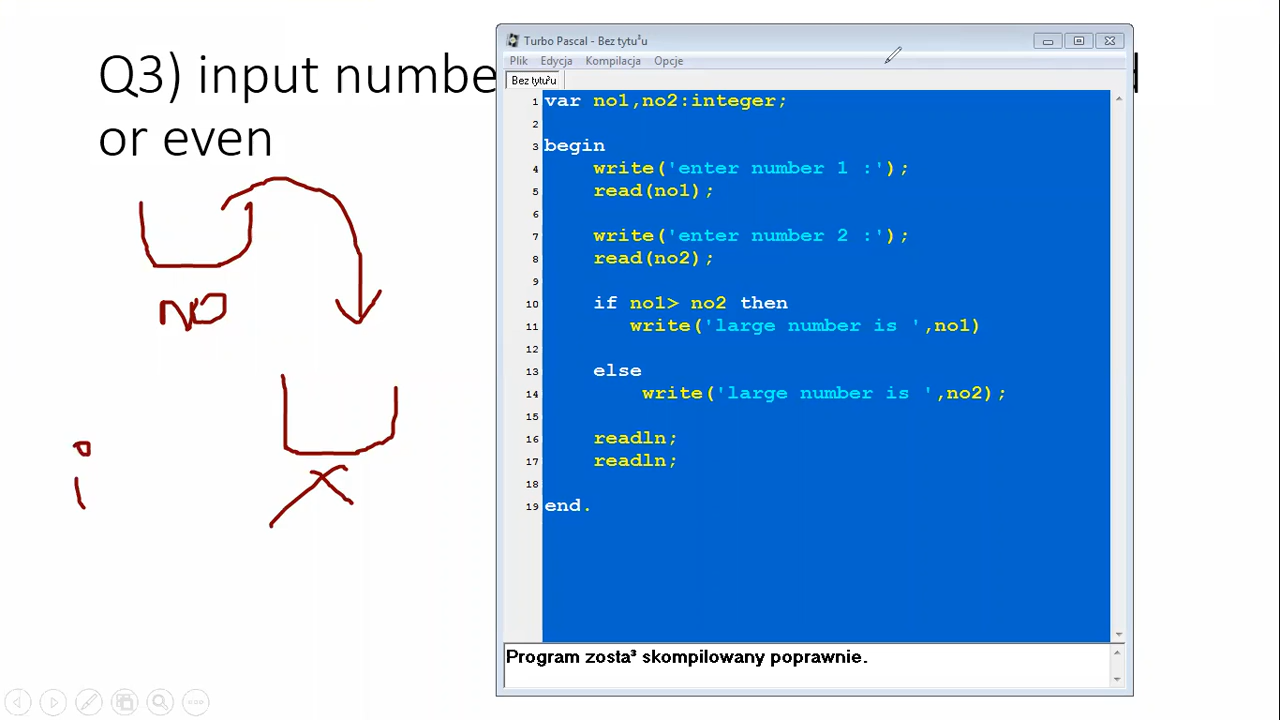 Q3) input numbe
or even
NO
i
X
Turbo Pascal - Bez tytu³u
Plik Edycja Kompilacja Opcje
Bez tytu³u
1 var no1,no2:integer;
2
3 begin
4 write('enter number 1 :');
5 read(no1);
6
7 write('enter number 2 :');
8 read(no2);
9
10 if no1> no2 then
11 write('large number is ',no1)
12
13 else
14 write('large number is ',no2);
15
16 readln;
17 readln;
18
19 end.
Program zosta³ skompilowany poprawnie.